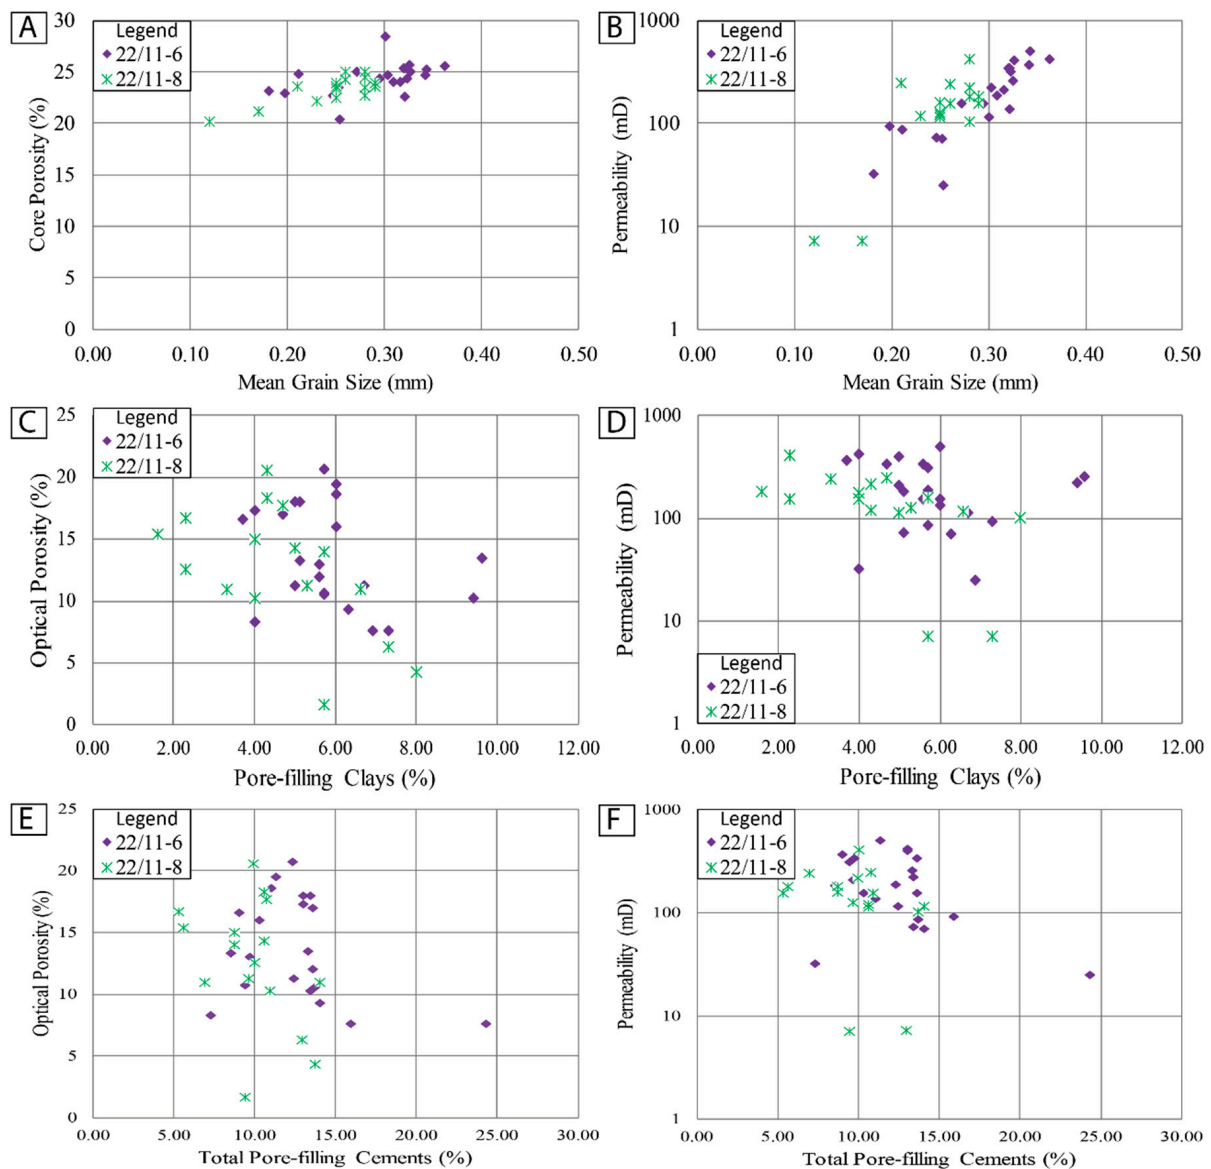 A
Legend
22/11-6
22/11-8
Core Porosity (%)
30
25
20
15
10
5
0
0.00 0.10 0.20 0.30 0.40 0.50
Mean Grain Size (mm)
B
Legend
22/11-6
22/11-8
Permeability (mD)
1000
100
10
1
0.00 0.10 0.20 0.30 0.40 0.50
Mean Grain Size (mm)
C
Legend
22/11-6
22/11-8
Optical Porosity (%)
25
20
15
10
5
0
0.00 2.00 4.00 6.00 8.00 10.00 12.00
Pore-filling Clays (%)
D
Legend
22/11-6
22/11-8
Permeability (mD)
1000
100
10
1
0.00 2.00 4.00 6.00 8.00 10.00 12.00
Pore-filling Clays (%)
E
Legend
22/11-6
22/11-8
Optical Porosity (%)
25
20
15
10
5
0
0.00 5.00 10.00 15.00 20.00 25.00 30.00
Total Pore-filling Cements (%)
F
Legend
22/11-6
22/11-8
Permeability (mD)
1000
100
10
1
0.00 5.00 10.00 15.00 20.00 25.00 30.00
Total Pore-filling Cements (%)